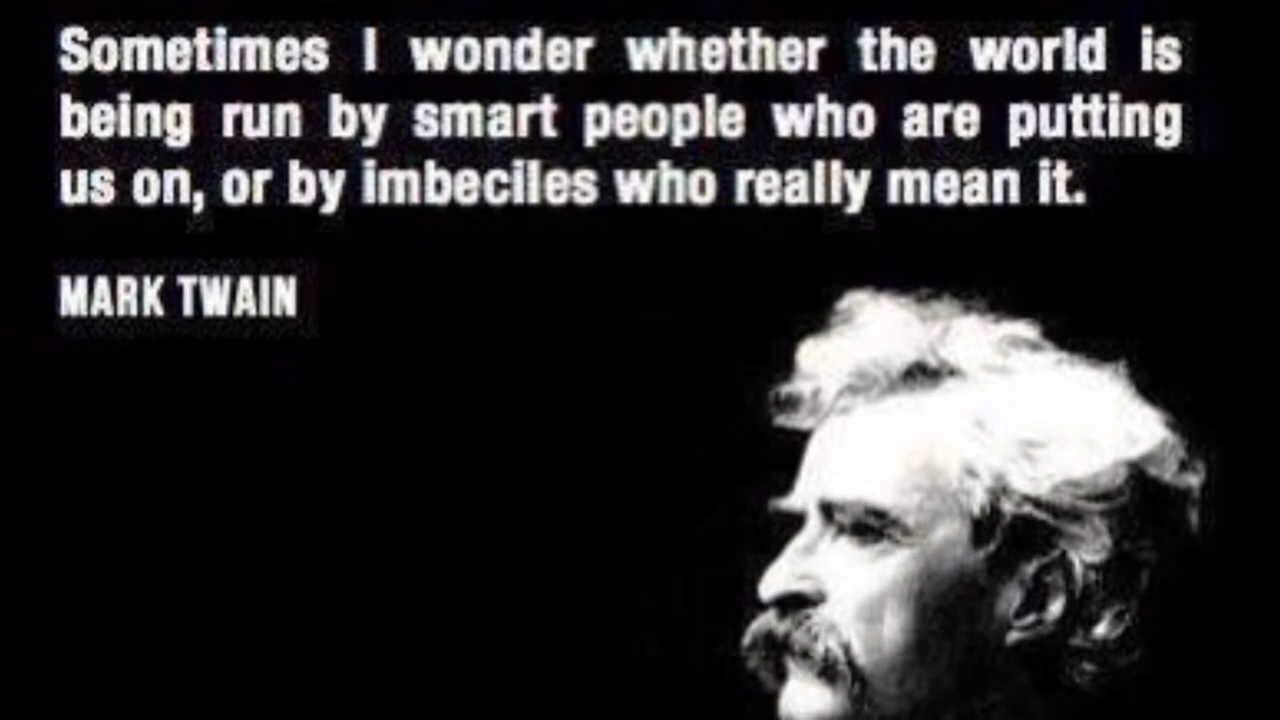 Sometimes I wonder whether the world is
being run by smart people who are putting
us on, or by imbeciles who really mean it.
MARK TWAIN